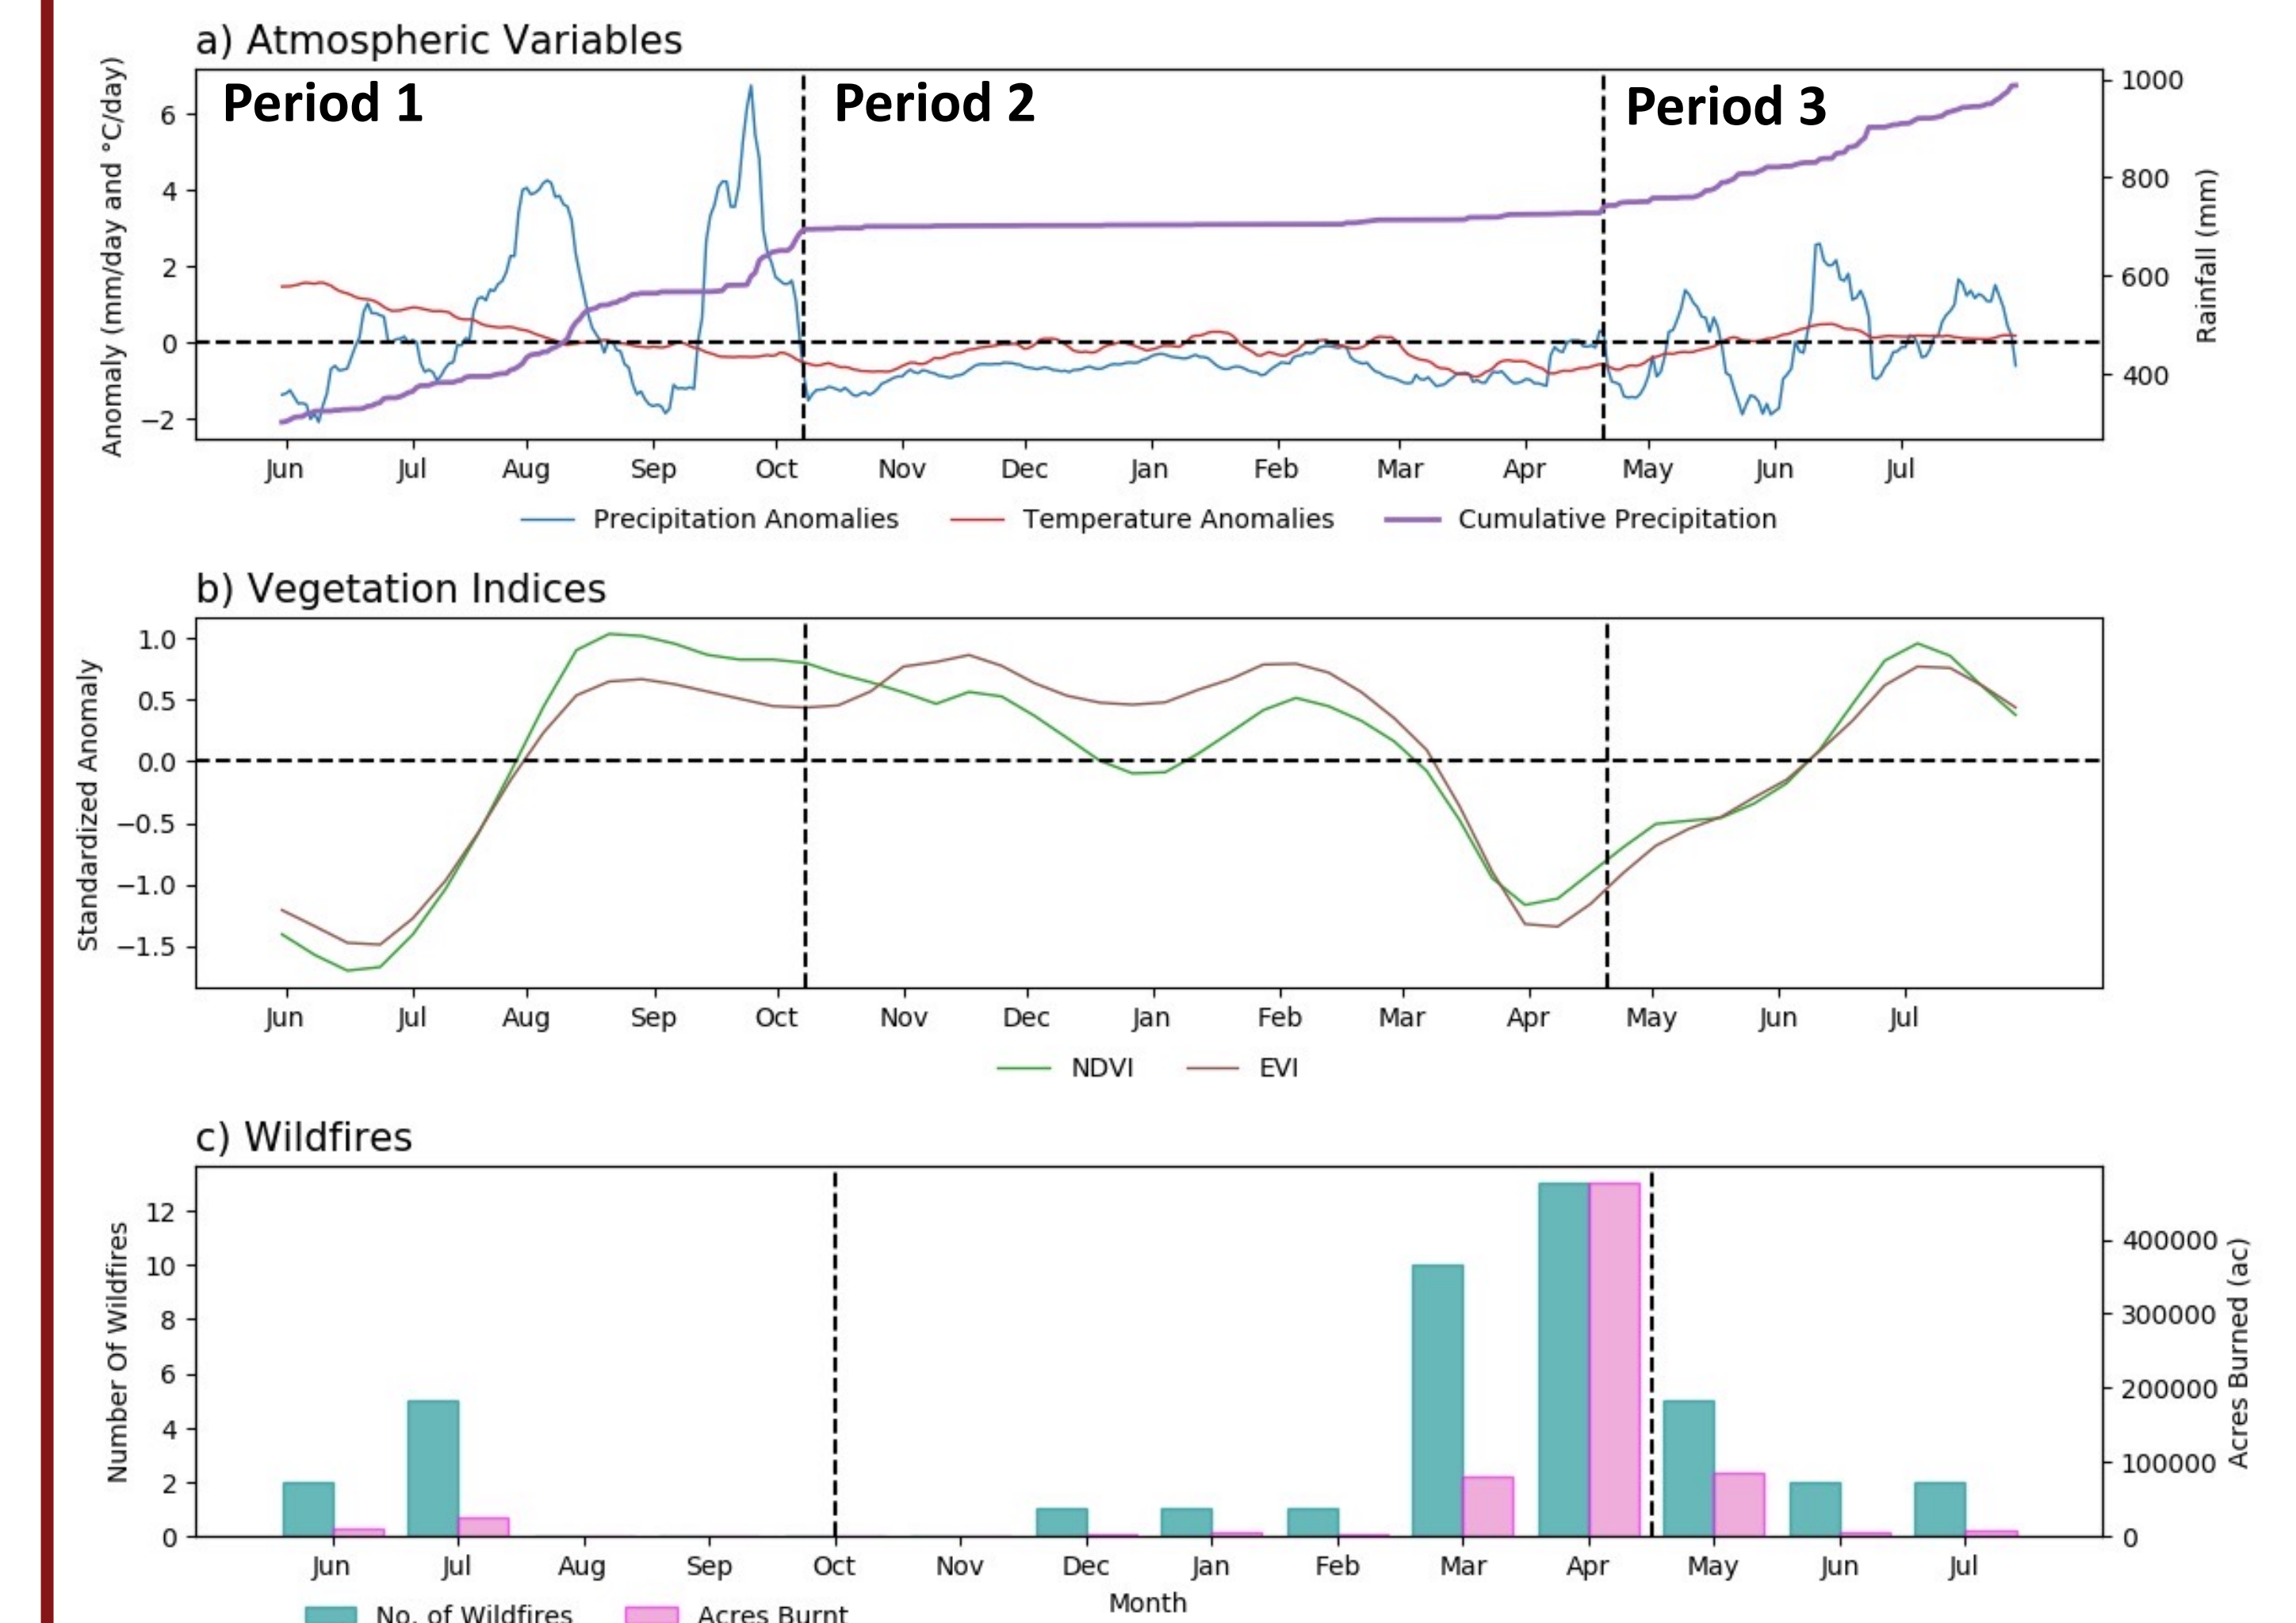 a) Atmospheric Variables
Period 1
Period 2
Period 3
Anomaly (mm/day and °C/day)
6
4
2
0
−2
1000
800
600
400
Rainfall (mm)
Jun Jul Aug Sep Oct Nov Dec Jan Feb Mar Apr May Jun Jul
Precipitation Anomalies Temperature Anomalies Cumulative Precipitation
b) Vegetation Indices
Standardized Anomaly
1.0
0.5
0.0
−0.5
−1.0
−1.5
Jun Jul Aug Sep Oct Nov Dec Jan Feb Mar Apr May Jun Jul
NDVI EVI
c) Wildfires
Number Of Wildfires
12
10
8
6
4
2
0
400000
300000
200000
100000
0
Acres Burned (ac)
Jun Jul Aug Sep Oct Nov Dec Jan Feb Mar Apr May Jun Jul
Month
No. of Wildfires Acres Burnt